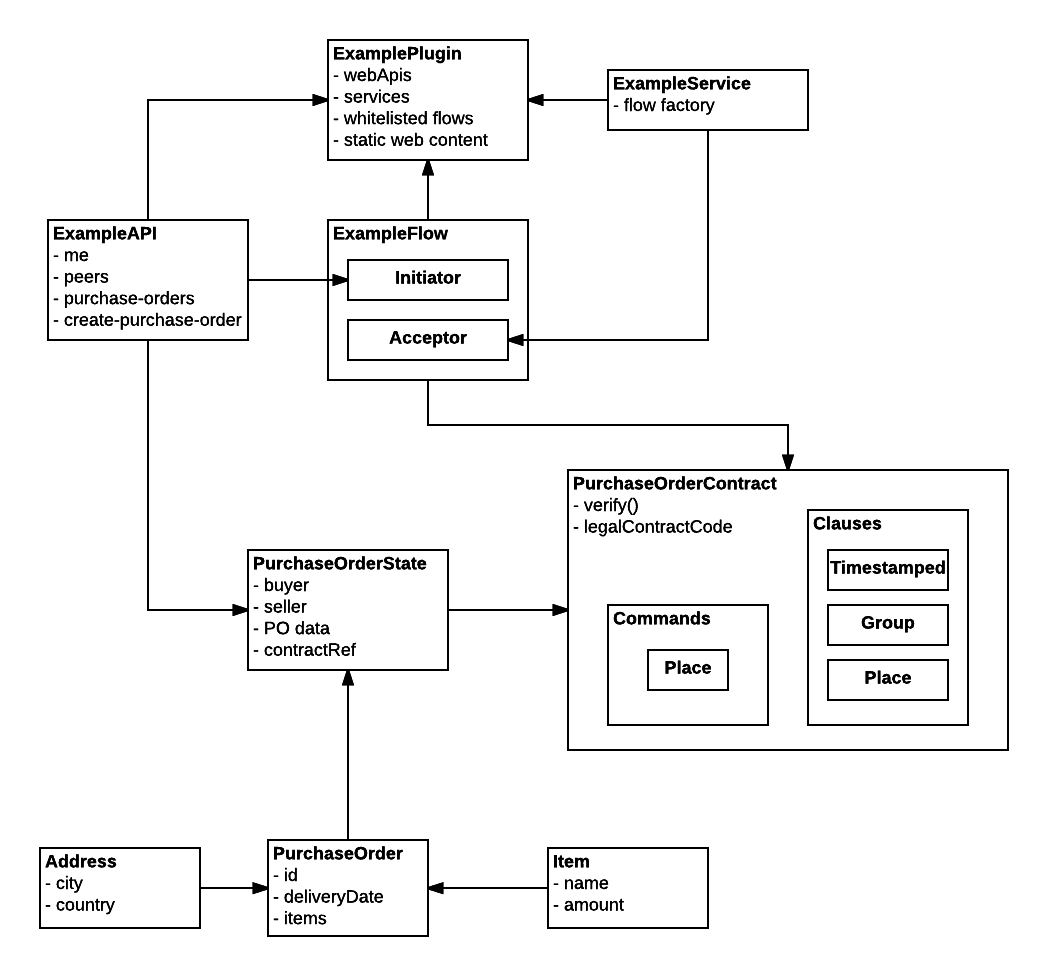 ExamplePlugin
- webApis
- services
- whitelisted flows
- static web content
ExampleService
- flow factory
ExampleAPI
- me
- peers
- purchase-orders
- create-purchase-order
ExampleFlow
Initiator
Acceptor
PurchaseOrderContract
- verify()
- legalContractCode
Clauses
Timestamped
Group
Place
Commands
Place
PurchaseOrderState
- buyer
- seller
- PO data
- contractRef
Address
- city
- country
PurchaseOrder
- id
- deliveryDate
- items
Item
- name
- amount